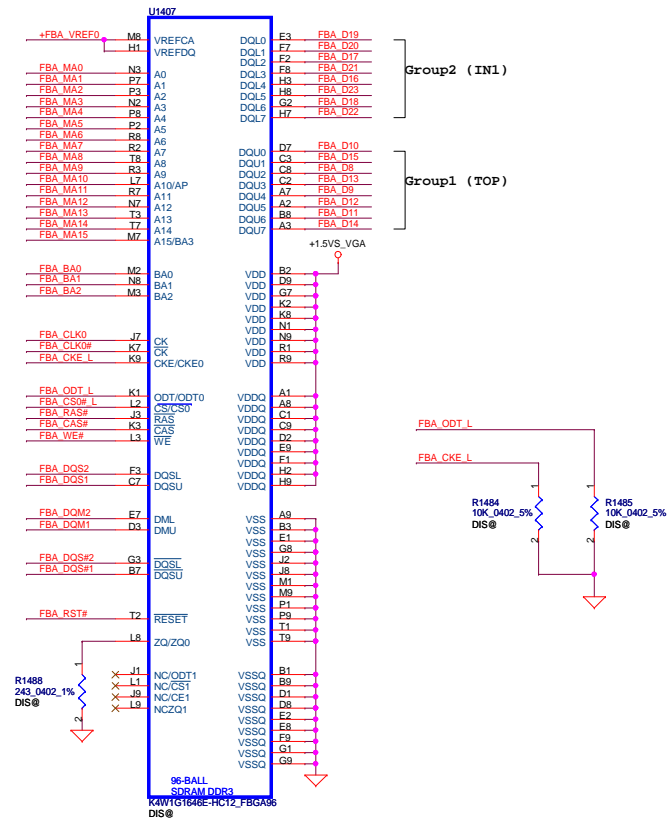 U1407
+FBA_VREF0 M8 VREFCA E3 FBA_D19
H1 VREFDQ DQL0 F7 FBA_D20
DQL1 F2 FBA_D17
DQL2
FBA_MA0 N3 A0 DQL3 F8 FBA_D21
FBA_MA1 P7 A1 DQL4 H3 FBA_D16
FBA_MA2 P3 A2 DQL5 H8 FBA_D23
FBA_MA3 N2 A3 DQL6 G2 FBA_D18
FBA_MA4 P8 A4 DQL7 H7 FBA_D22
Group2 (IN1)
FBA_MA5 P2 A5
FBA_MA6 R8 A6
FBA_MA7 R2 A7 DQU0 D7 FBA_D10
FBA_MA8 T8 A8 DQU1 C3 FBA_D15
FBA_MA9 R3 A9 DQU2 C8 FBA_D8
FBA_MA10 L7 A10/AP DQU3 C2 FBA_D13
FBA_MA11 R7 A11 DQU4 A7 FBA_D9
FBA_MA12 N7 A12 DQU5 A2 FBA_D12
FBA_MA13 T3 A13 DQU6 B8 FBA_D11
FBA_MA14 T7 A14 DQU7 A3 FBA_D14
FBA_MA15 M7 A15/BA3
Group1 (TOP)
+1.5VS_VGA
FBA_BA0 M2 BA0 VDD B2
FBA_BA1 N8 BA1 VDD D9
FBA_BA2 M3 BA2 VDD G7
VDD K2
VDD K8
VDD N1
FBA_CLK0 J7 CK VDD N9
FBA_CLK0# K7 CK VDD R1
FBA_CKE_L K9 CKE/CKE0 VDD R9
FBA_ODT_L K1 ODT/ODT0 VDDQ A1
FBA_CS0#_L L2 CS/CS0 VDDQ A8
FBA_RAS# J3 RAS VDDQ C1
FBA_CAS# K3 CAS VDDQ C9
FBA_WE# L3 WE VDDQ D2
VDDQ E9
VDDQ F1
FBA_DQS2 F3 DQSL VDDQ H2
FBA_DQS1 C7 DQSU VDDQ H9
FBA_DQM2 E7 DML VSS A9
FBA_DQM1 D3 DMU VSS B3
VSS E1
VSS G8
FBA_DQS#2 G3 DQSL VSS J2
FBA_DQS#1 B7 DQSU VSS J8
VSS M1
VSS M9
VSS P1
FBA_RST# T2 RESET VSS P9
VSS T1
L8 ZQ/ZQ0 VSS T9
J1 NC/ODT1 VSSQ B1
L1 NC/CS1 VSSQ B9
J9 NC/CE1 VSSQ D1
L9 NCZQ1 VSSQ D8
VSSQ E2
VSSQ E8
VSSQ F9
VSSQ G1
VSSQ G9
1
R1488
243_0402_1%
DIS@
2
96-BALL
SDRAM DDR3
K4W1G1646E-HC12_FBGA96
DIS@
FBA_ODT_L
FBA_CKE_L
1
R1484
10K_0402_5%
DIS@
2
1
R1485
10K_0402_5%
DIS@
2